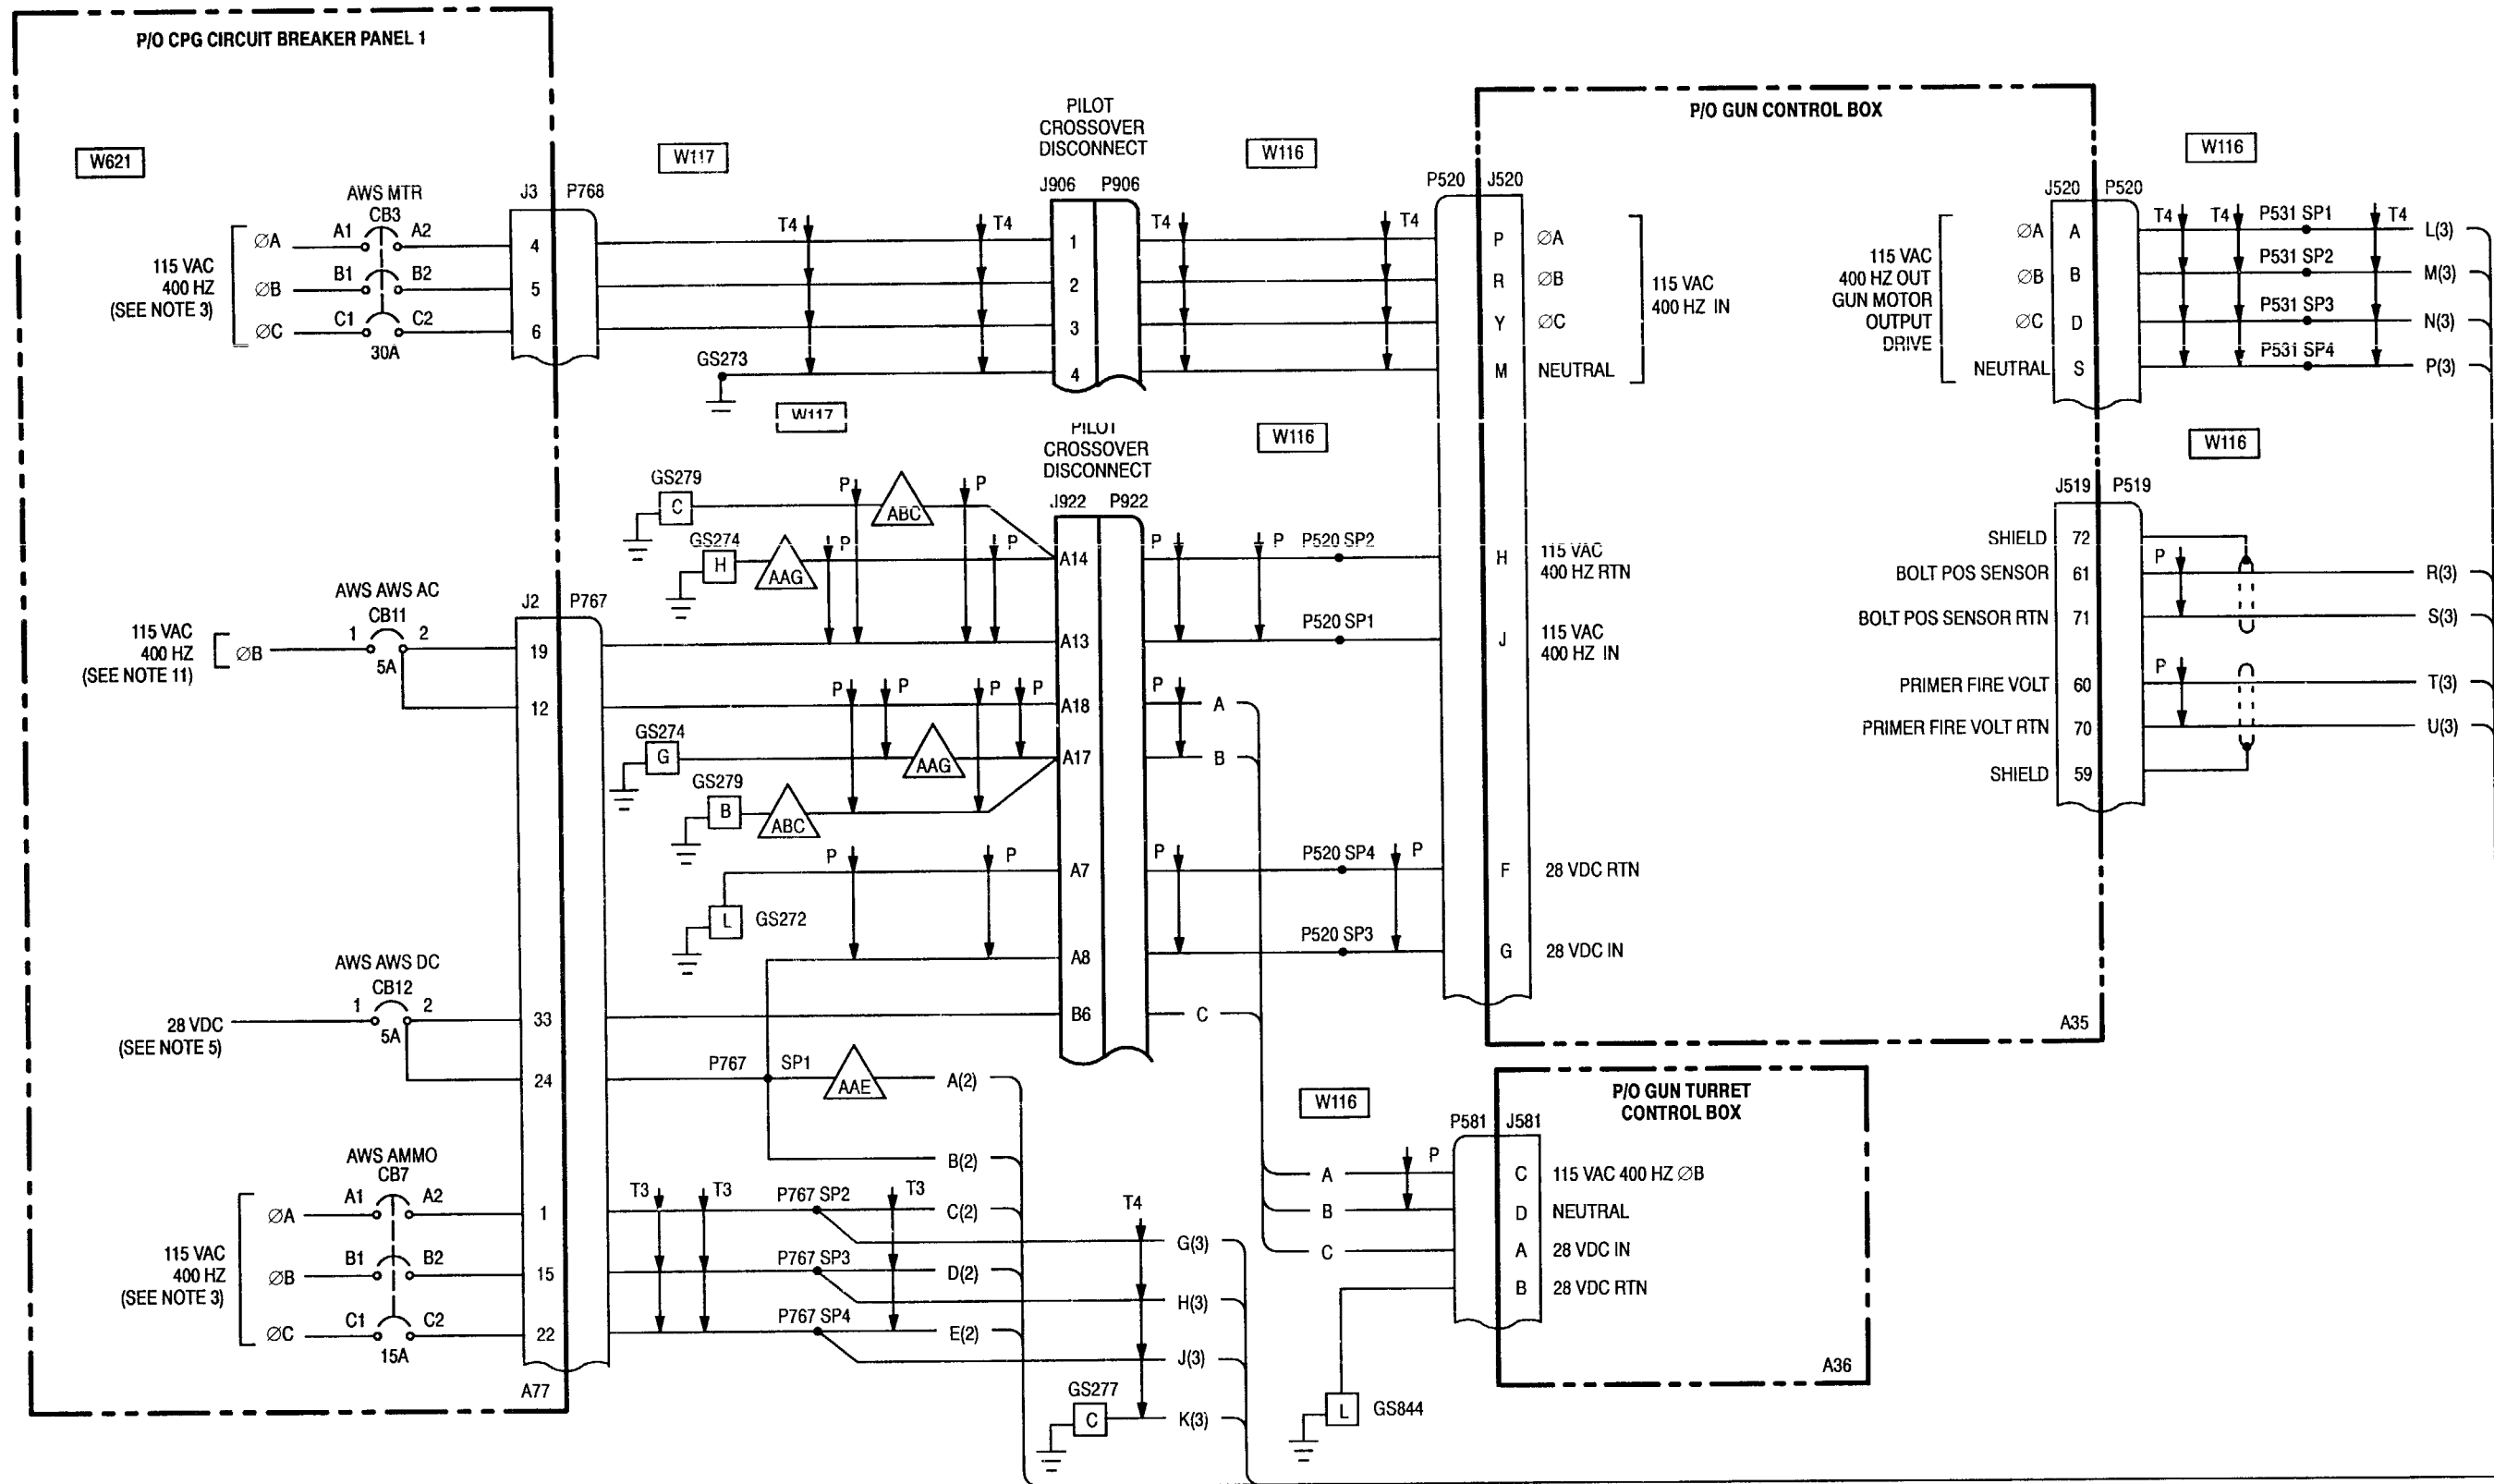 P/O CPG CIRCUIT BREAKER PANEL 1
W621
AWS MTR
CB3
115 VAC
400 HZ
(SEE NOTE 3)
ØA
A1
A2
ØB
B1
B2
ØC
C1
C2
30A
J3
P768
4
5
6
W117
T4
T4
GS273
PILOT
CROSSOVER
DISCONNECT
J906
P906
1
2
3
4
W116
T4
T4
P/O GUN CONTROL BOX
P520
J520
P
ØA
R
ØB
Y
ØC
M
NEUTRAL
115 VAC
400 HZ IN
115 VAC
400 HZ OUT
GUN MOTOR
OUTPUT
DRIVE
ØA
ØB
ØC
NEUTRAL
J520
P520
A
B
D
S
W116
T4
T4
T4
P531 SP1
P531 SP2
P531 SP3
P531 SP4
L(3)
M(3)
N(3)
P(3)
W117
PILOT
CROSSOVER
DISCONNECT
J922
P922
W116
GS279
C
P
ABC
P
GS274
H
AAG
P
P
A14
A13
P
P
P520 SP2
P520 SP1
H
115 VAC
400 HZ RTN
J
115 VAC
400 HZ IN
AWS AWS AC
CB11
115 VAC
400 HZ
(SEE NOTE 11)
ØB
1
2
5A
J2
P767
19
12
P
P
P
P
A18
GS274
G
AAG
A17
GS279
B
ABC
P
A
B
P
P
A7
L
GS272
A8
P
P520 SP4
P
P520 SP3
F
28 VDC RTN
G
28 VDC IN
A35
W116
J519
P519
SHIELD
72
BOLT POS SENSOR
61
P
R(3)
BOLT POS SENSOR RTN
71
S(3)
PRIMER FIRE VOLT
60
P
T(3)
PRIMER FIRE VOLT RTN
70
U(3)
SHIELD
59
AWS AWS DC
CB12
28 VDC
(SEE NOTE 5)
1
2
5A
33
24
B6
C
P767
SP1
AAE
A(2)
B(2)
AWS AMMO
CB7
115 VAC
400 HZ
(SEE NOTE 3)
ØA
A1
A2
ØB
B1
B2
ØC
C1
C2
15A
1
15
22
A77
T3
T3
P767 SP2
T3
C(2)
P767 SP3
D(2)
P767 SP4
E(2)
T4
G(3)
H(3)
J(3)
GS277
C
K(3)
W116
P/O GUN TURRET
CONTROL BOX
P581
J581
A
P
C
115 VAC 400 HZ ØB
B
D
NEUTRAL
C
A
28 VDC IN
B
28 VDC RTN
L
GS844
A36